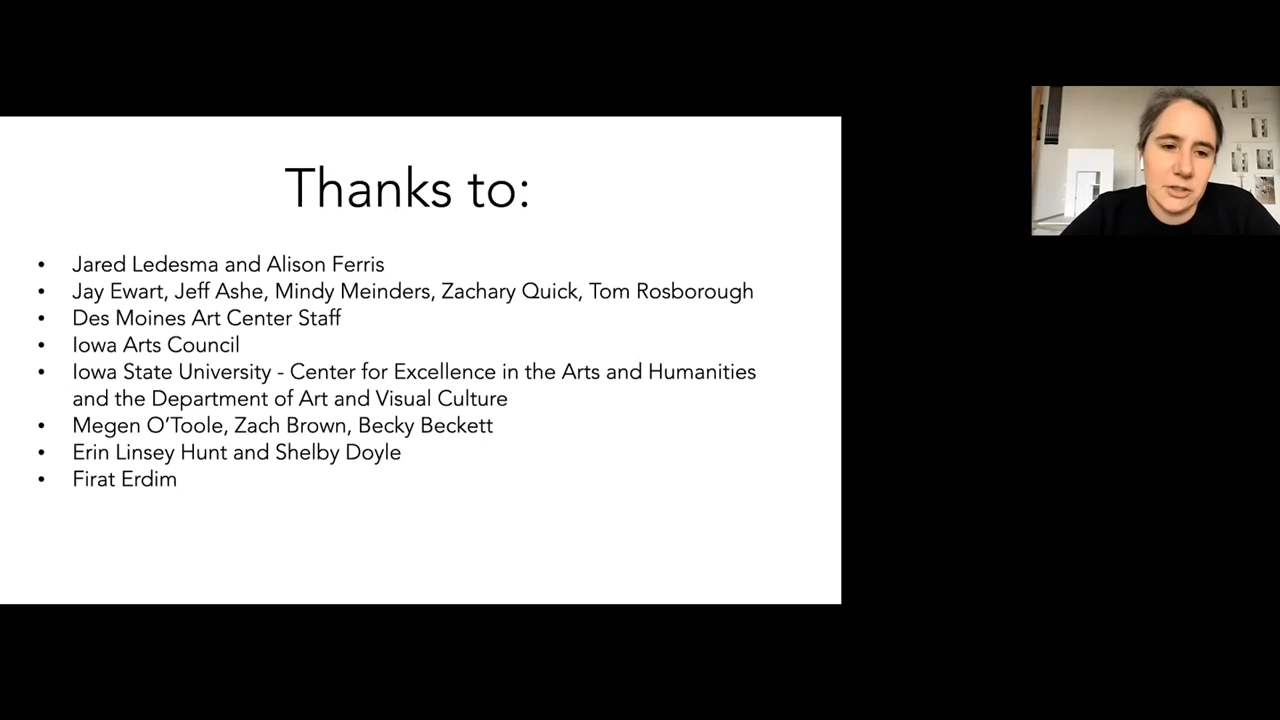 Thanks to:
• Jared Ledesma and Alison Ferris
• Jay Ewart, Jeff Ashe, Mindy Meinders, Zachary Quick, Tom Rosborough
• Des Moines Art Center Staff
• Iowa Arts Council
• Iowa State University - Center for Excellence in the Arts and Humanities
and the Department of Art and Visual Culture
• Megen O’Toole, Zach Brown, Becky Beckett
• Erin Linsey Hunt and Shelby Doyle
• Firat Erdim